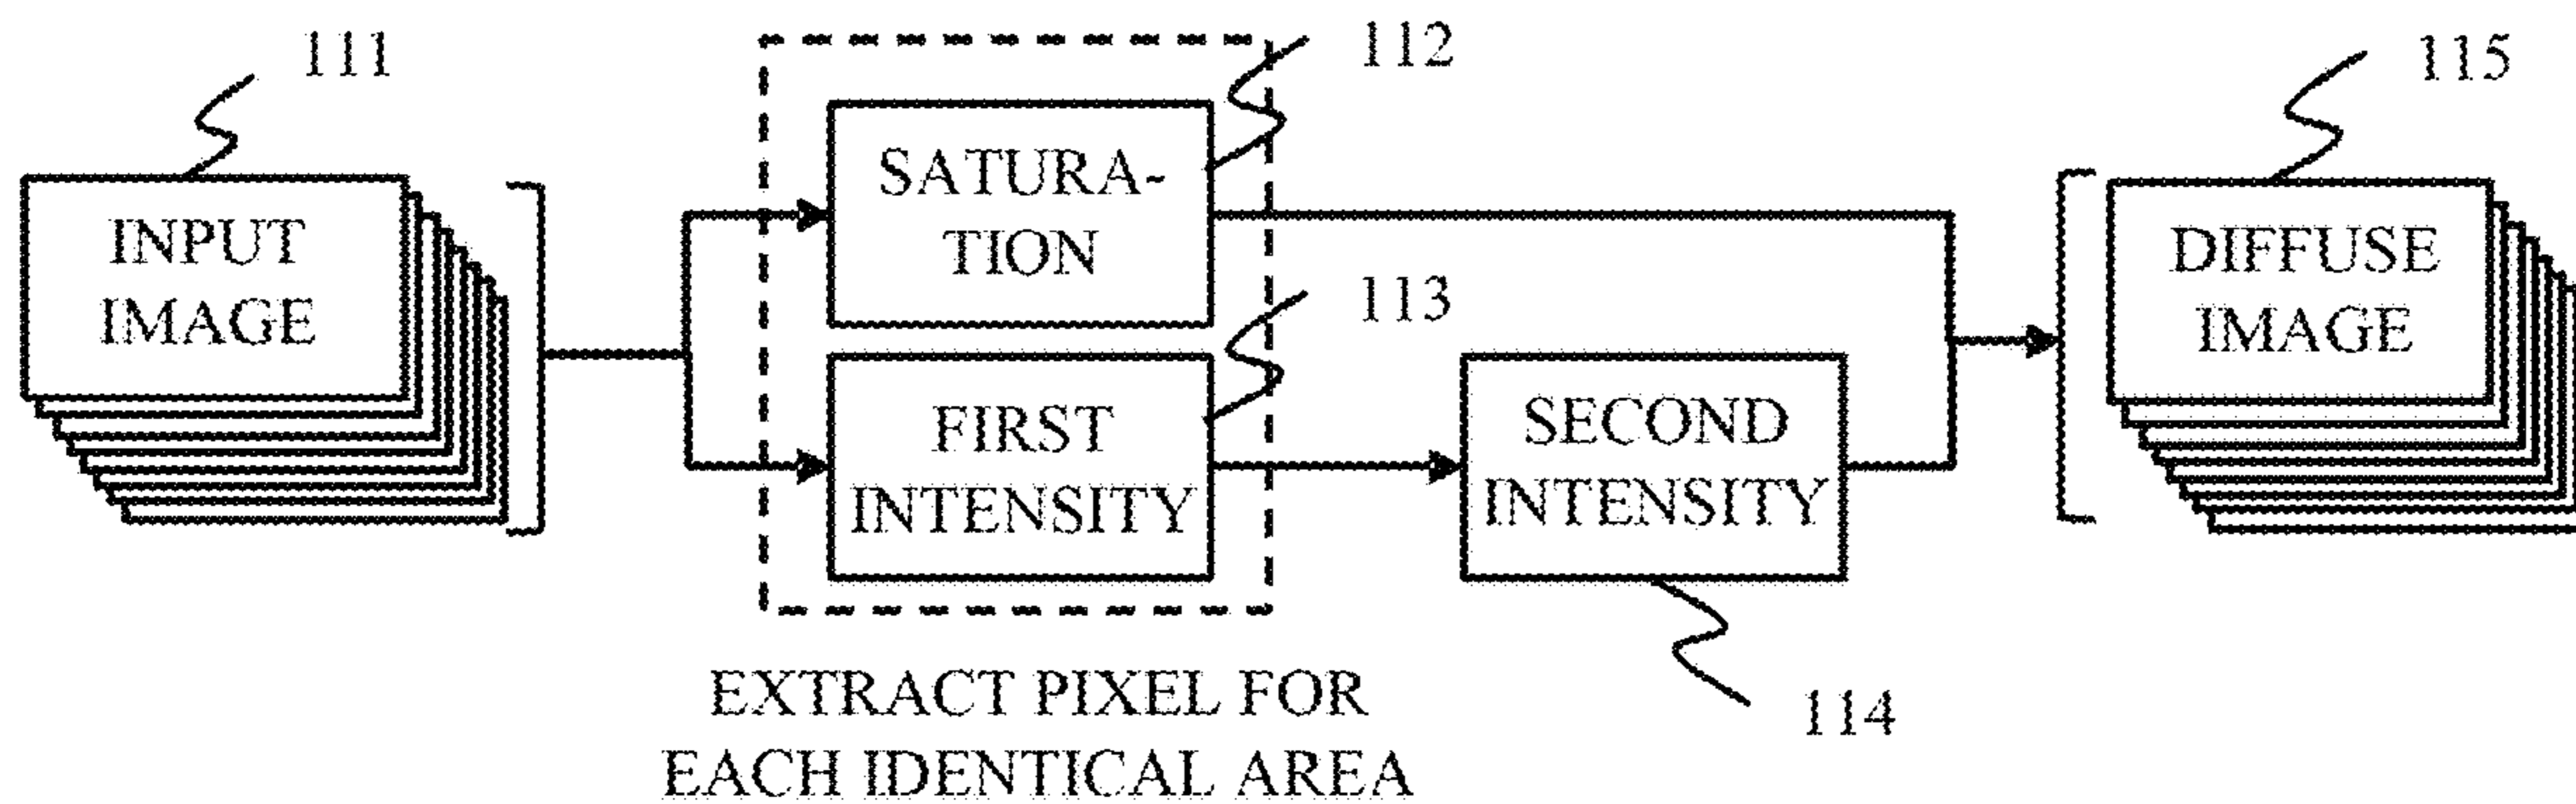 111
112
115
INPUT
IMAGE
SATURA-
TION
DIFFUSE
IMAGE
113
FIRST
INTENSITY
SECOND
INTENSITY
114
EXTRACT PIXEL FOR
EACH IDENTICAL AREA